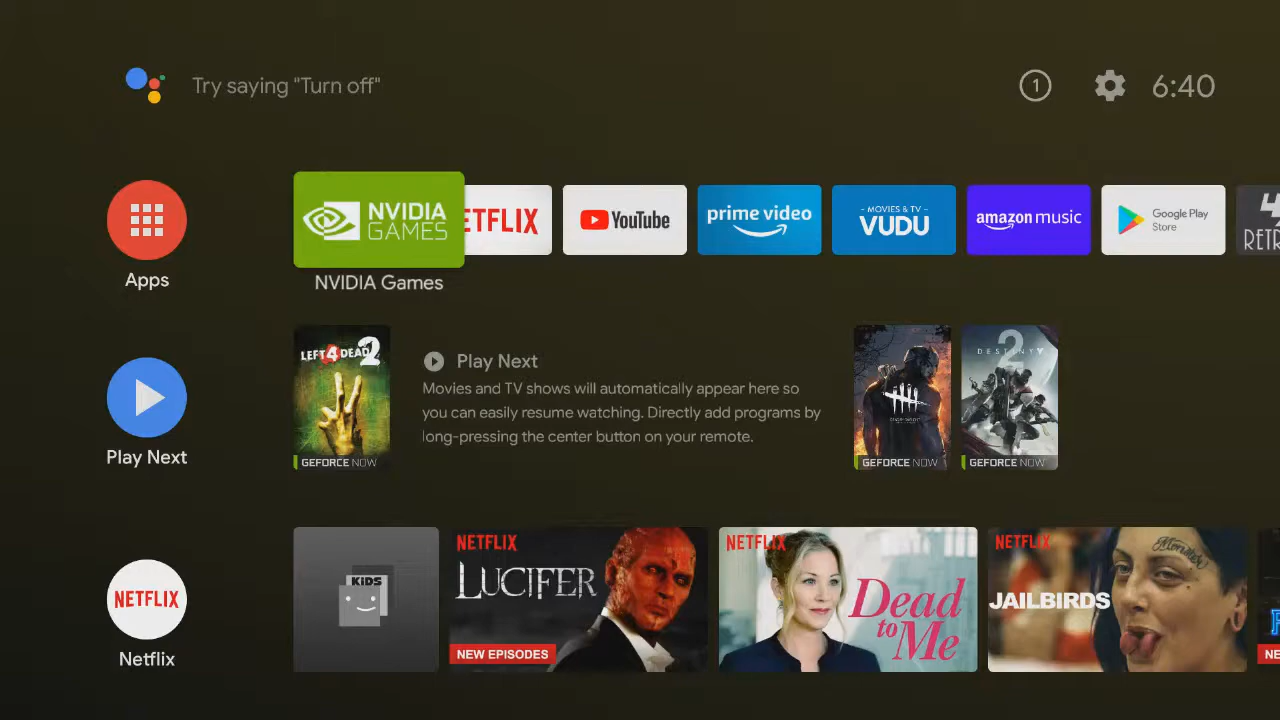 Try saying "Turn off"
1
6:40
NVIDIA GAMES
ETFLIX
YouTube
prime video
- MOVIES & TV -
VUDU
amazon music
Google Play
Store
RETR
Apps
NVIDIA Games
LEFT 4 DEAD 2
GEFORCE NOW
Play Next
Movies and TV shows will automatically appear here so
you can easily resume watching. Directly add programs by
long-pressing the center button on your remote.
GEFORCE NOW
DESTINY 2
GEFORCE NOW
Play Next
KIDS
NETFLIX
LUCIFER
NEW EPISODES
NETFLIX
Dead
to Me
NETFLIX
JAILBIRDS
NE
NETFLIX
Netflix